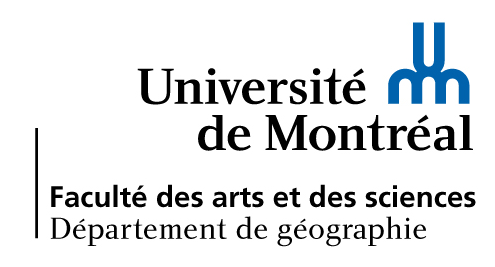 Université
de Montréal
Faculté des arts et des sciences
Département de géographie